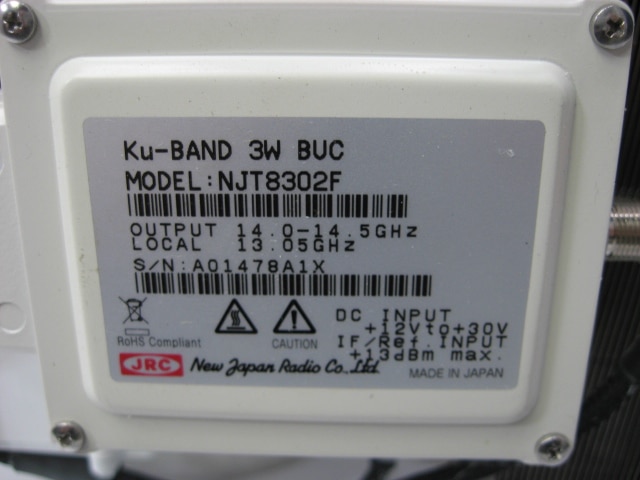 Ku-BAND 3W BUC
MODEL:NJT8302F
OUTPUT 14.0-14.5GHz
LOCAL 13.05GHz
S/N:A01478A1X
DC INPUT
+12Vto+30V
IF/Ref.INPUT
+13dBm max.
RoHS Compliant
CAUTION
JRC New Japan Radio Co., Ltd.
MADE IN JAPAN